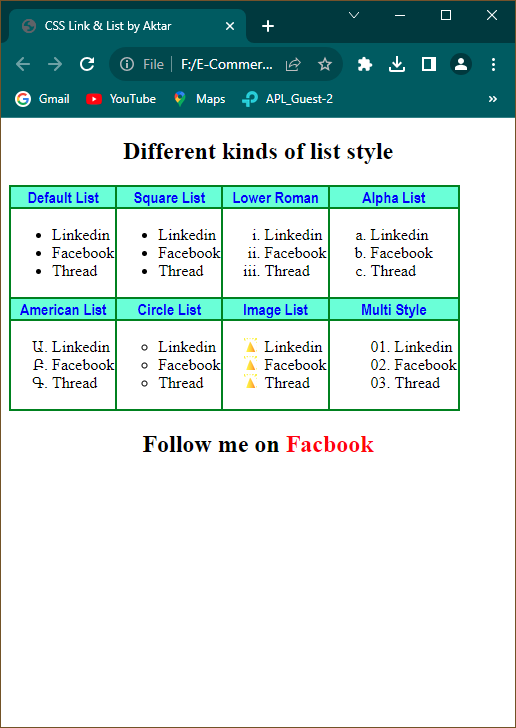 CSS Link & List by Aktar
File F:/E-Commer...
Gmail YouTube Maps APL_Guest-2 »
Different kinds of list style
Default List Square List Lower Roman Alpha List
• Linkedin • Linkedin i. Linkedin a. Linkedin
• Facebook • Facebook ii. Facebook b. Facebook
• Thread • Thread iii. Thread c. Thread
American List Circle List Image List Multi Style
Ա. Linkedin ○ Linkedin Linkedin 01. Linkedin
Բ. Facebook ○ Facebook Facebook 02. Facebook
Գ. Thread ○ Thread Thread 03. Thread
Follow me on Facbook